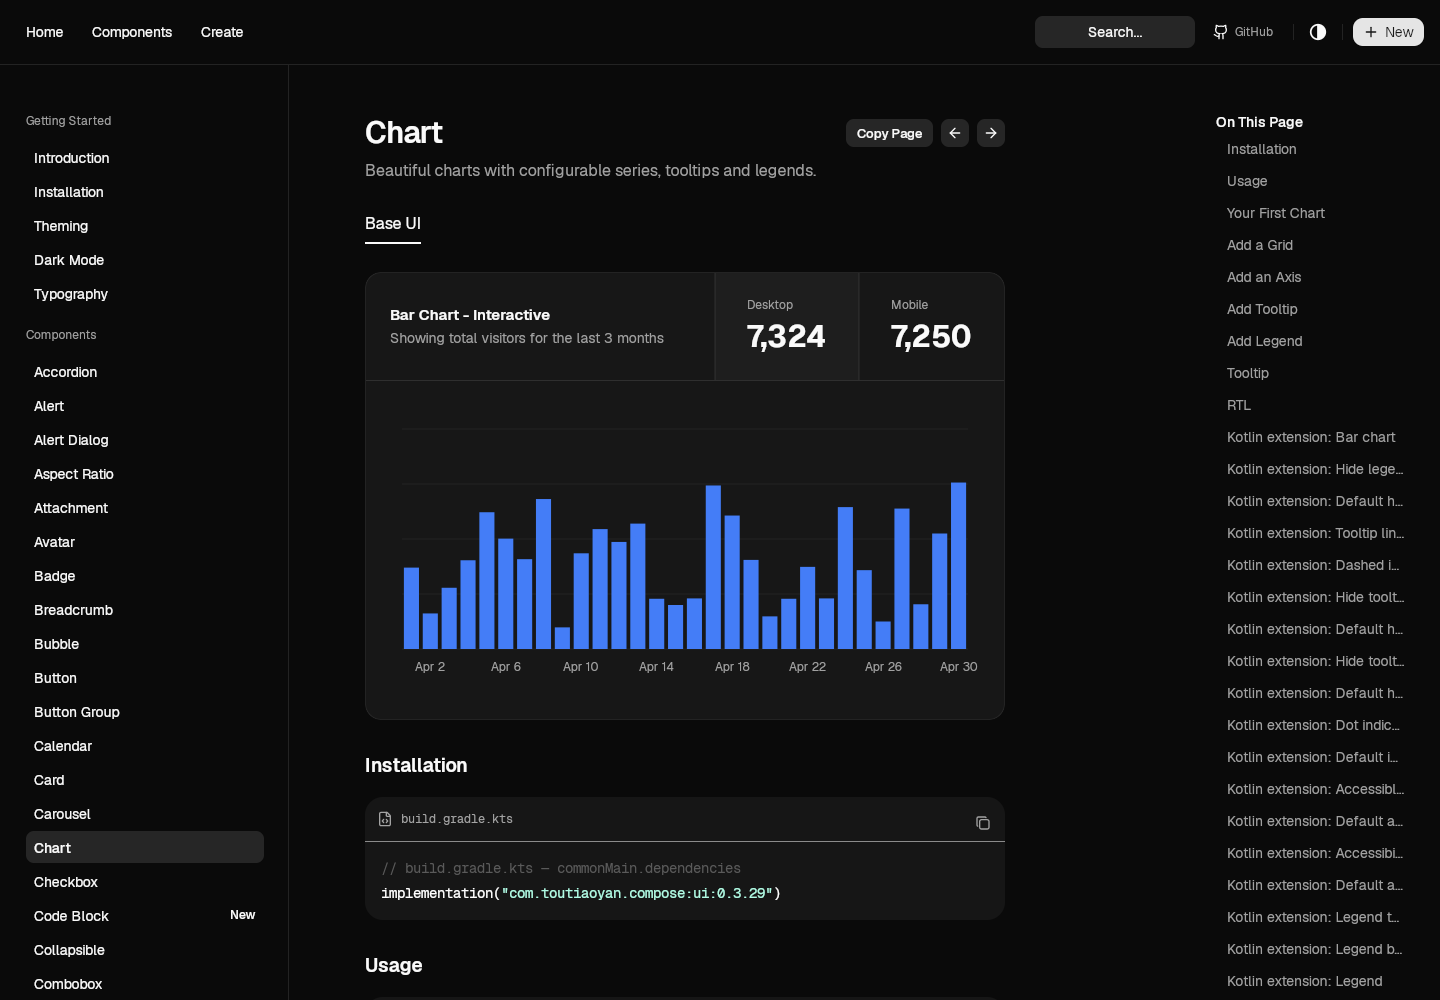 Home
Components
Create
Search...
GitHub
New
Getting Started
Introduction
Installation
Theming
Dark Mode
Typography
Components
Accordion
Alert
Alert Dialog
Aspect Ratio
Attachment
Avatar
Badge
Breadcrumb
Bubble
Button
Button Group
Calendar
Card
Carousel
Chart
Checkbox
Code Block New
Collapsible
Combobox
Chart
Copy Page
Beautiful charts with configurable series, tooltips and legends.
Base UI
Bar Chart - Interactive
Showing total visitors for the last 3 months
Desktop
7,324
Mobile
7,250
Apr 2 Apr 6 Apr 10 Apr 14 Apr 18 Apr 22 Apr 26 Apr 30
Installation
build.gradle.kts
// build.gradle.kts — commonMain.dependencies
implementation("com.toutiaoyan.compose:ui:0.3.29")
Usage
On This Page
Installation
Usage
Your First Chart
Add a Grid
Add an Axis
Add Tooltip
Add Legend
Tooltip
RTL
Kotlin extension: Bar chart
Kotlin extension: Hide lege…
Kotlin extension: Default h…
Kotlin extension: Tooltip lin…
Kotlin extension: Dashed i…
Kotlin extension: Hide toolt…
Kotlin extension: Default h…
Kotlin extension: Hide toolt…
Kotlin extension: Default h…
Kotlin extension: Dot indic…
Kotlin extension: Default i…
Kotlin extension: Accessibl…
Kotlin extension: Default a…
Kotlin extension: Accessibi…
Kotlin extension: Default a…
Kotlin extension: Legend t…
Kotlin extension: Legend b…
Kotlin extension: Legend